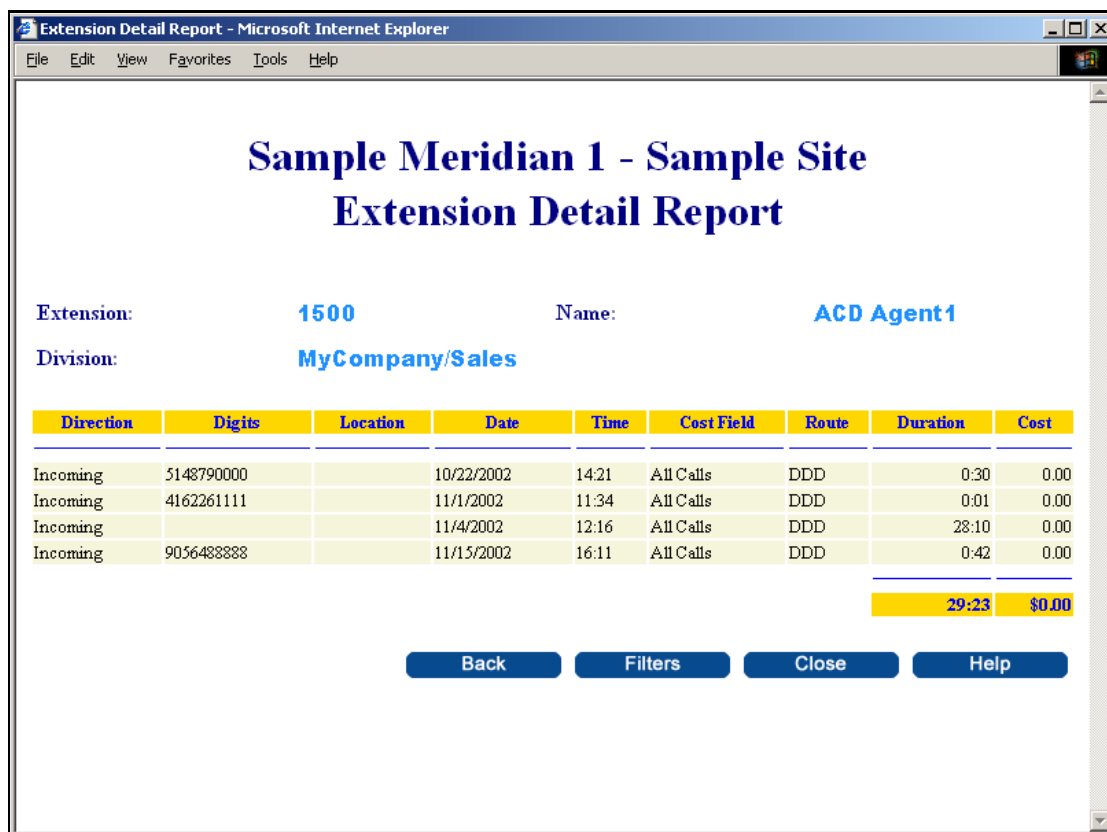 Extension Detail Report - Microsoft Internet Explorer
File Edit View Favorites Tools Help
Sample Meridian 1 - Sample Site
Extension Detail Report
Extension: 1500 Name: ACD Agent1
Division: MyCompany/Sales
Direction Digits Location Date Time Cost Field Route Duration Cost
Incoming 5148790000 10/22/2002 14:21 All Calls DDD 0:30 0.00
Incoming 4162261111 11/1/2002 11:34 All Calls DDD 0:01 0.00
Incoming 11/4/2002 12:16 All Calls DDD 28:10 0.00
Incoming 9056488888 11/15/2002 16:11 All Calls DDD 0:42 0.00
29:23 $0.00
Back Filters Close Help